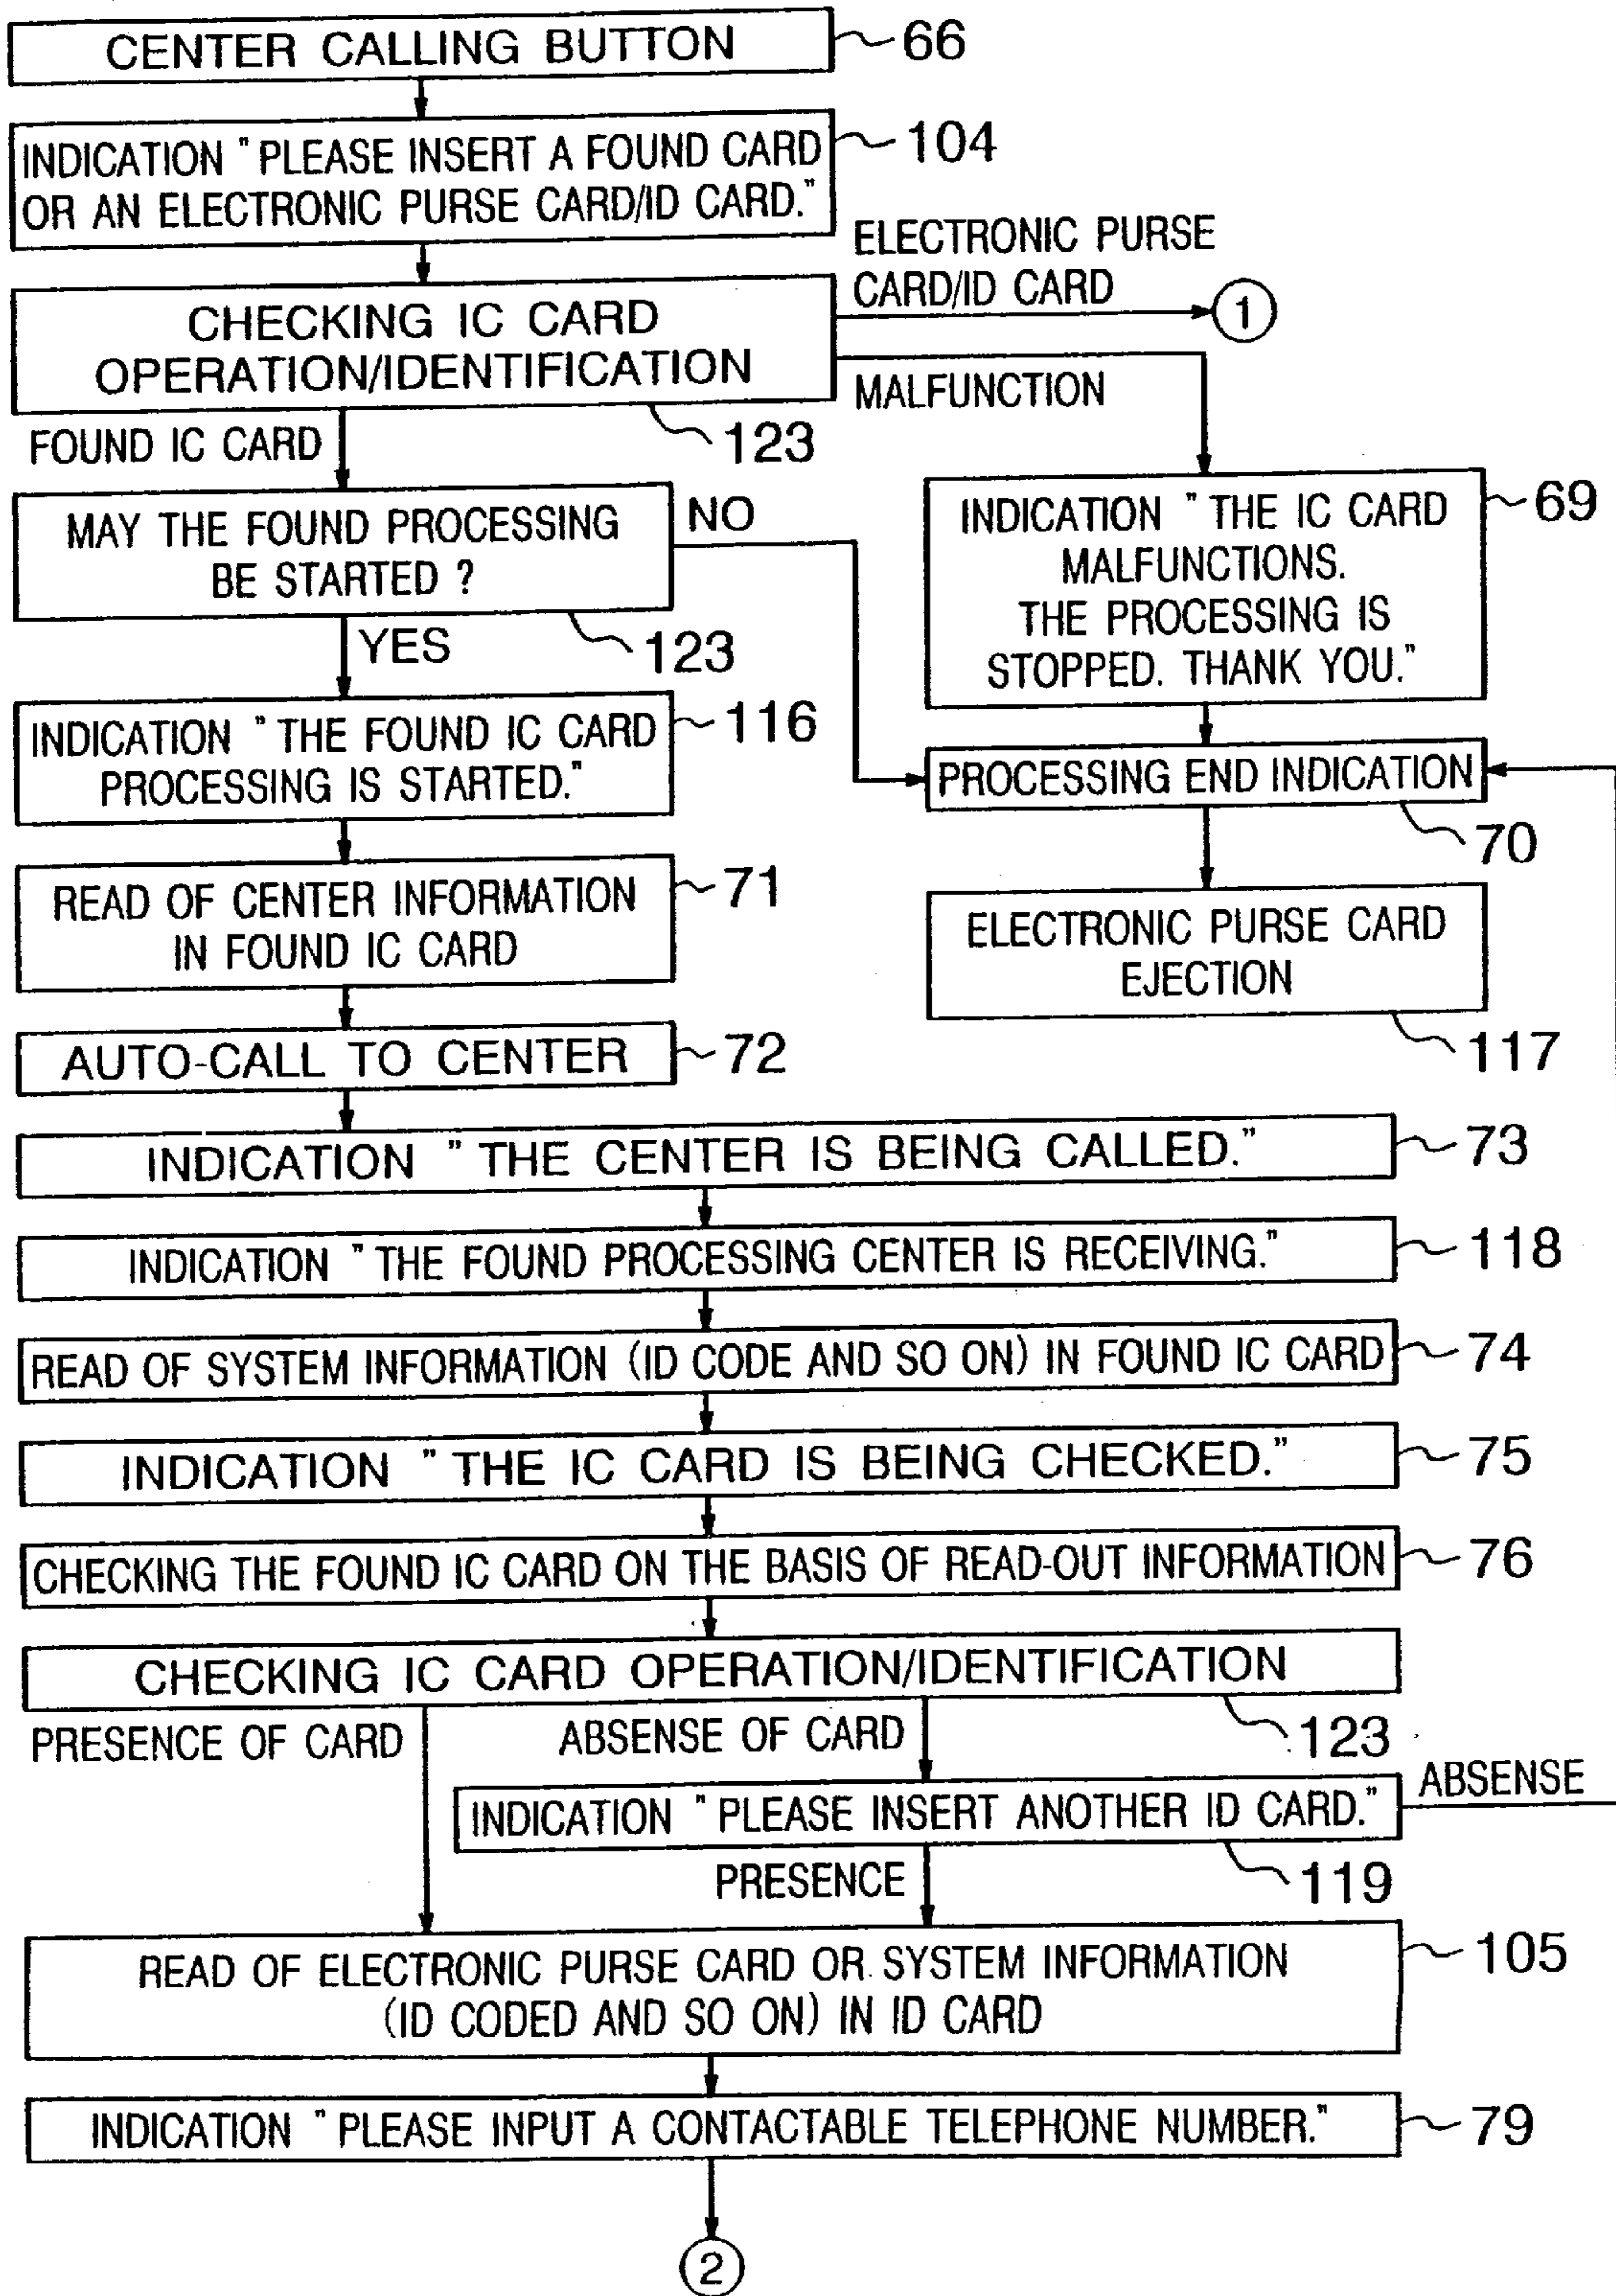 CENTER CALLING BUTTON
66
INDICATION " PLEASE INSERT A FOUND CARD
OR AN ELECTRONIC PURSE CARD/ID CARD."
104
CHECKING IC CARD
OPERATION/IDENTIFICATION
123
ELECTRONIC PURSE
CARD/ID CARD
1
MALFUNCTION
FOUND IC CARD
MAY THE FOUND PROCESSING
BE STARTED ?
123
NO
YES
INDICATION " THE IC CARD
MALFUNCTIONS.
THE PROCESSING IS
STOPPED. THANK YOU."
69
INDICATION " THE FOUND IC CARD
PROCESSING IS STARTED."
116
PROCESSING END INDICATION
70
READ OF CENTER INFORMATION
IN FOUND IC CARD
71
ELECTRONIC PURSE CARD
EJECTION
117
AUTO-CALL TO CENTER
72
INDICATION " THE CENTER IS BEING CALLED."
73
INDICATION " THE FOUND PROCESSING CENTER IS RECEIVING."
118
READ OF SYSTEM INFORMATION (ID CODE AND SO ON) IN FOUND IC CARD
74
INDICATION " THE IC CARD IS BEING CHECKED."
75
CHECKING THE FOUND IC CARD ON THE BASIS OF READ-OUT INFORMATION
76
CHECKING IC CARD OPERATION/IDENTIFICATION
123
PRESENCE OF CARD
ABSENSE OF CARD
INDICATION " PLEASE INSERT ANOTHER ID CARD."
119
ABSENSE
PRESENCE
READ OF ELECTRONIC PURSE CARD OR SYSTEM INFORMATION
(ID CODED AND SO ON) IN ID CARD
105
INDICATION " PLEASE INPUT A CONTACTABLE TELEPHONE NUMBER."
79
2